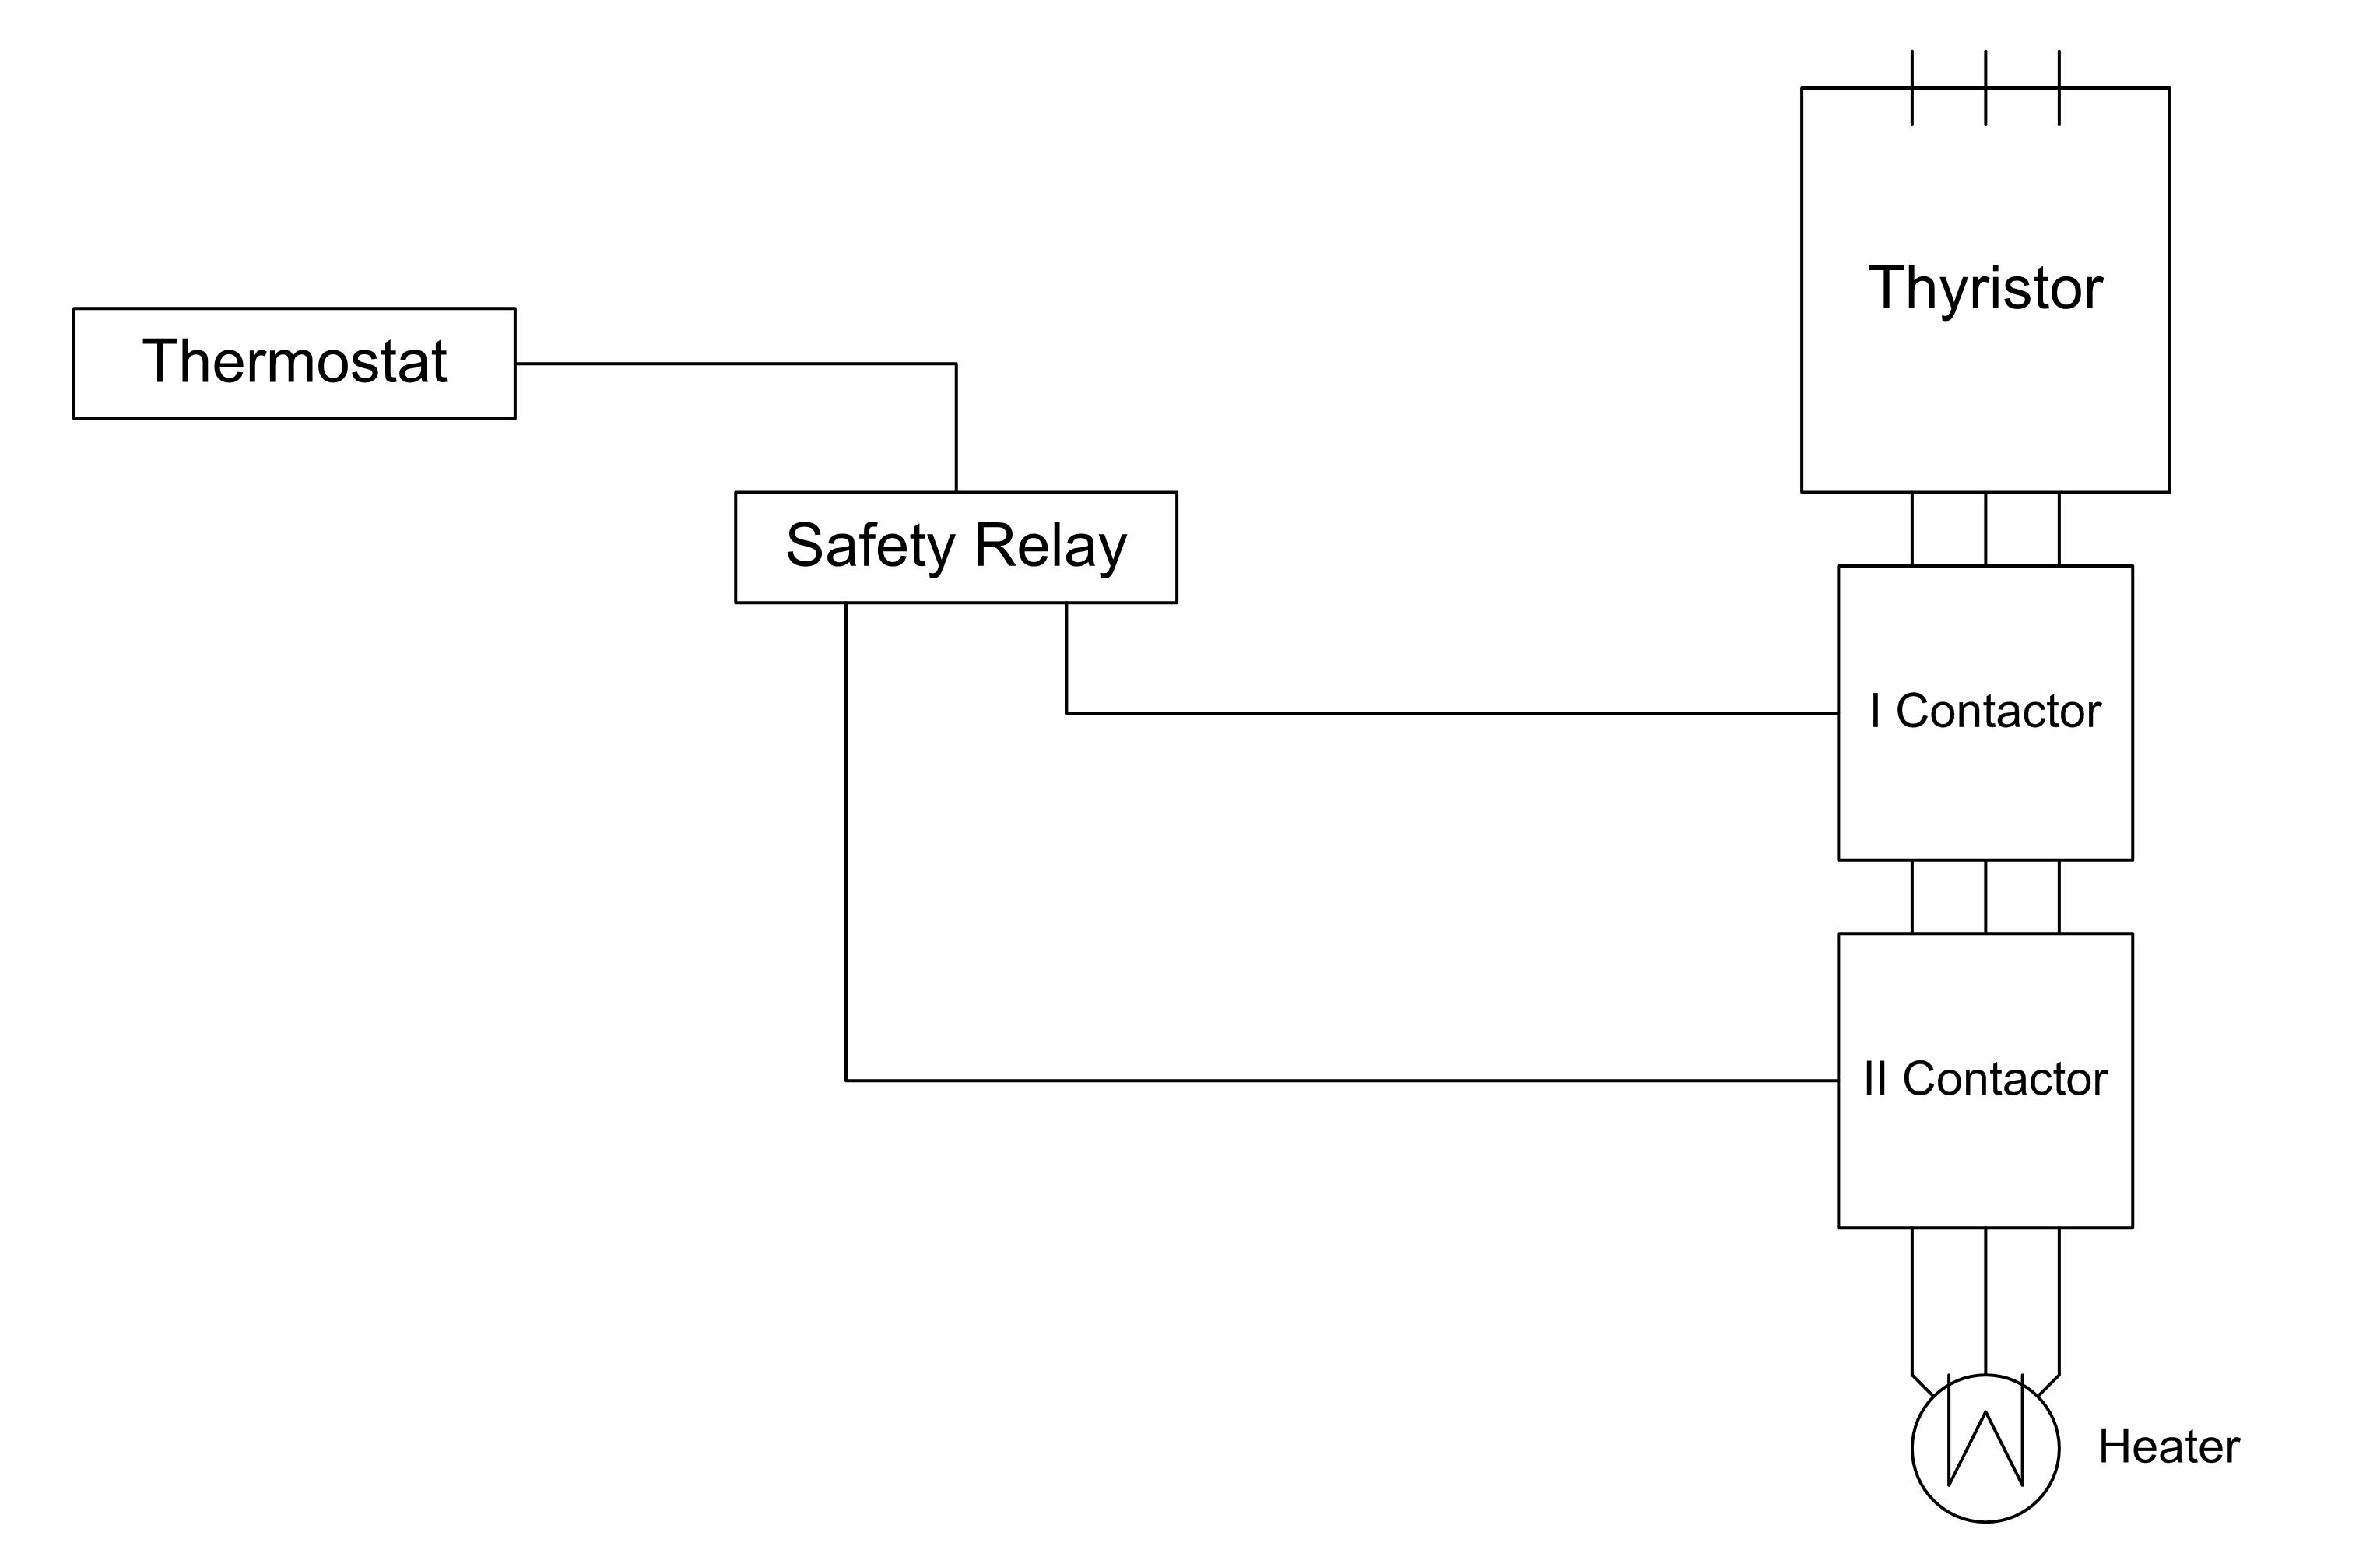 Thyristor
Thermostat
Safety Relay
I Contactor
II Contactor
Heater